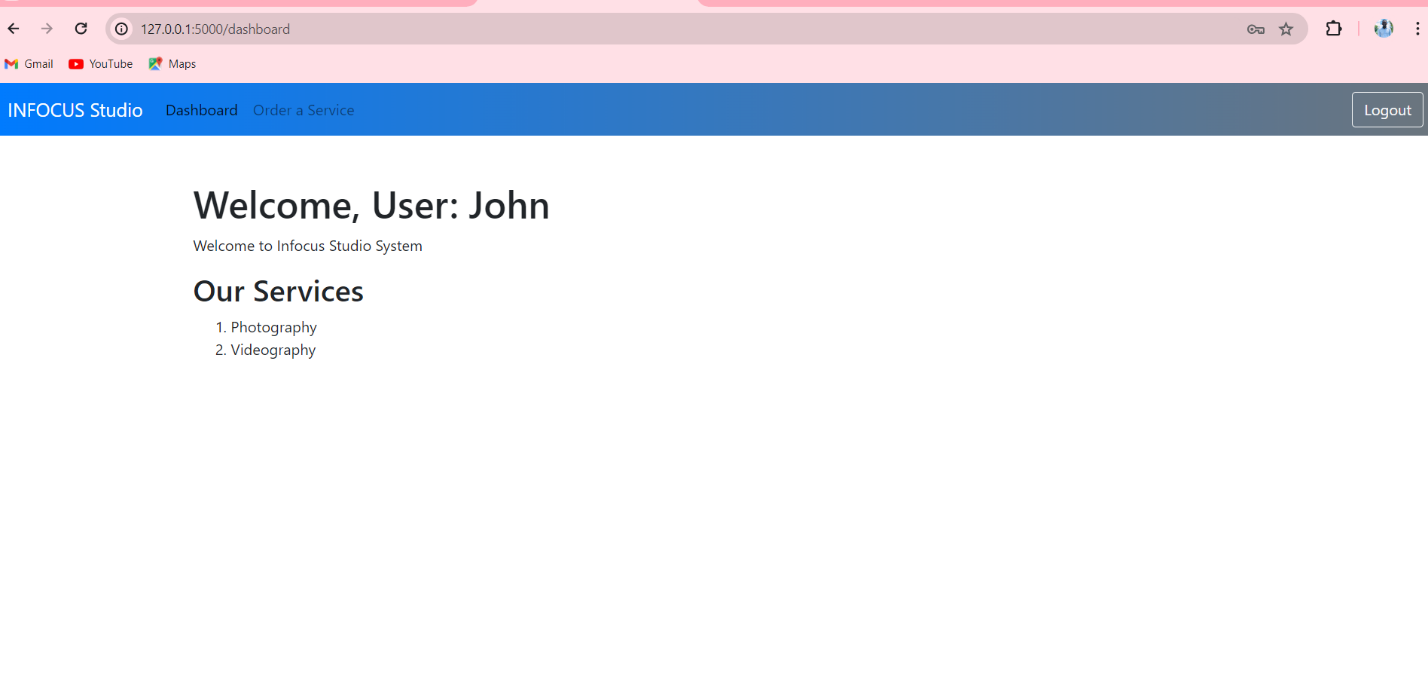 127.0.0.1:5000/dashboard
Gmail YouTube Maps
INFOCUS Studio Dashboard Order a Service Logout
Welcome, User: John
Welcome to Infocus Studio System
Our Services
1. Photography
2. Videography